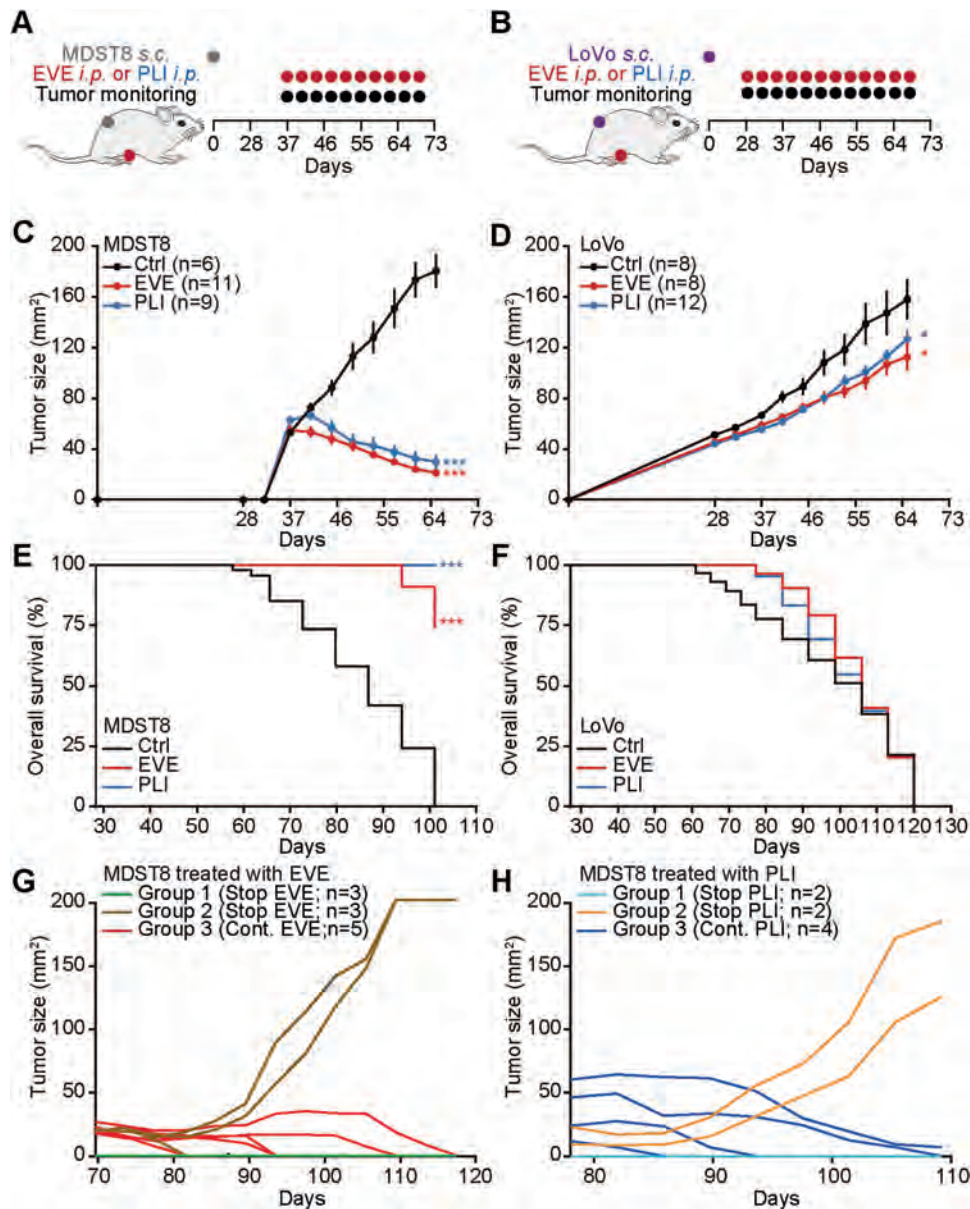 A
MDST8 s.c.
EVE i.p. or PLI i.p.
Tumor monitoring
0 28 37 46 55 64 73
Days
B
LoVo s.c.
EVE i.p. or PLI i.p.
Tumor monitoring
0 28 37 46 55 64 73
Days
C
MDST8
Ctrl (n=6)
EVE (n=11)
PLI (n=9)
Tumor size (mm²)
200
160
120
80
40
0
***
***
28 37 46 55 64 73
Days
D
LoVo
Ctrl (n=8)
EVE (n=8)
PLI (n=12)
Tumor size (mm²)
200
160
120
80
40
0
*
*
28 37 46 55 64 73
Days
E
Overall survival (%)
100
75
50
25
0
***
***
MDST8
Ctrl
EVE
PLI
30 40 50 60 70 80 90 100 110
Days
F
Overall survival (%)
100
75
50
25
0
LoVo
Ctrl
EVE
PLI
30 40 50 60 70 80 90 100 110 120 130
Days
G
MDST8 treated with EVE
Group 1 (Stop EVE; n=3)
Group 2 (Stop EVE; n=3)
Group 3 (Cont. EVE;n=5)
Tumor size (mm²)
200
150
100
50
0
70 80 90 100 110 120
Days
H
MDST8 treated with PLI
Group 1 (Stop PLI; n=2)
Group 2 (Stop PLI; n=2)
Group 3 (Cont. PLI; n=4)
Tumor size (mm²)
200
150
100
50
0
80 90 100 110
Days